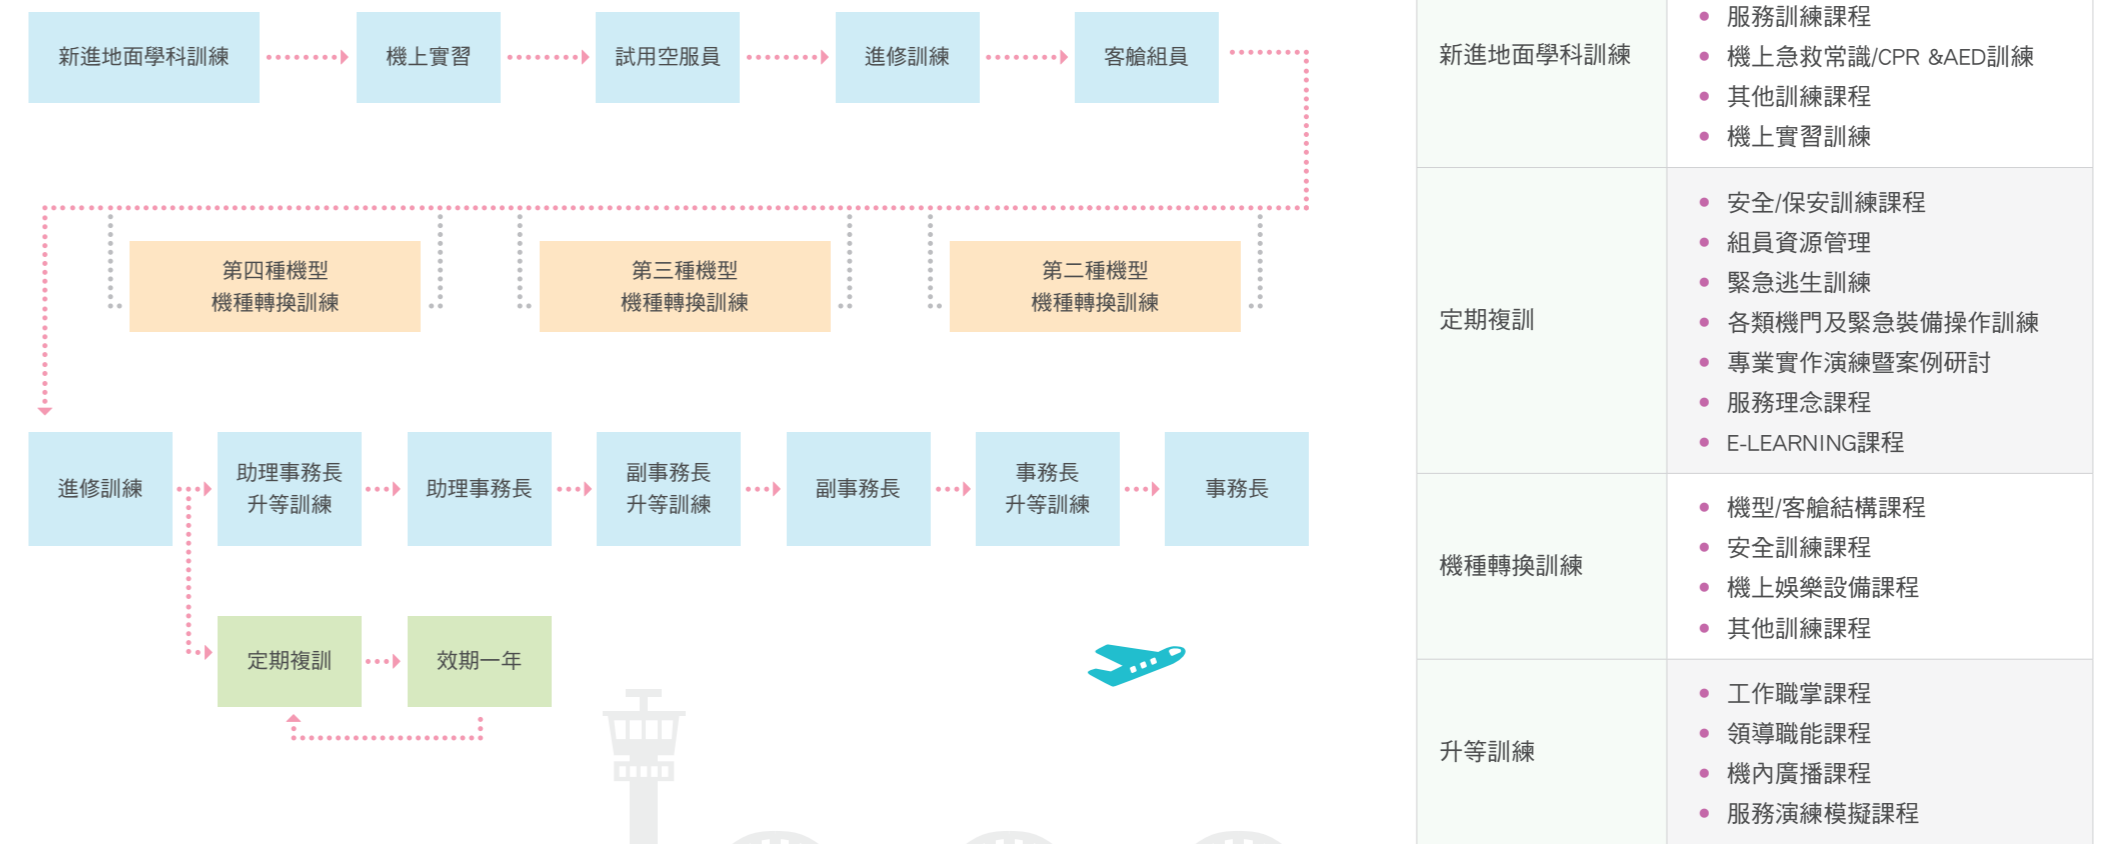 新進地面學科訓練
機上實習
試用空服員
進修訓練
客艙組員
第四種機型
機種轉換訓練
第三種機型
機種轉換訓練
第二種機型
機種轉換訓練
進修訓練
助理事務長
升等訓練
助理事務長
副事務長
升等訓練
副事務長
事務長
升等訓練
事務長
定期複訓
效期一年
新進地面學科訓練
• 服務訓練課程
• 機上急救常識/CPR &AED訓練
• 其他訓練課程
• 機上實習訓練
定期複訓
• 安全/保安訓練課程
• 組員資源管理
• 緊急逃生訓練
• 各類機門及緊急裝備操作訓練
• 專業實作演練暨案例研討
• 服務理念課程
• E-LEARNING課程
機種轉換訓練
• 機型/客艙結構課程
• 安全訓練課程
• 機上娛樂設備課程
• 其他訓練課程
升等訓練
• 工作職掌課程
• 領導職能課程
• 機內廣播課程
• 服務演練模擬課程